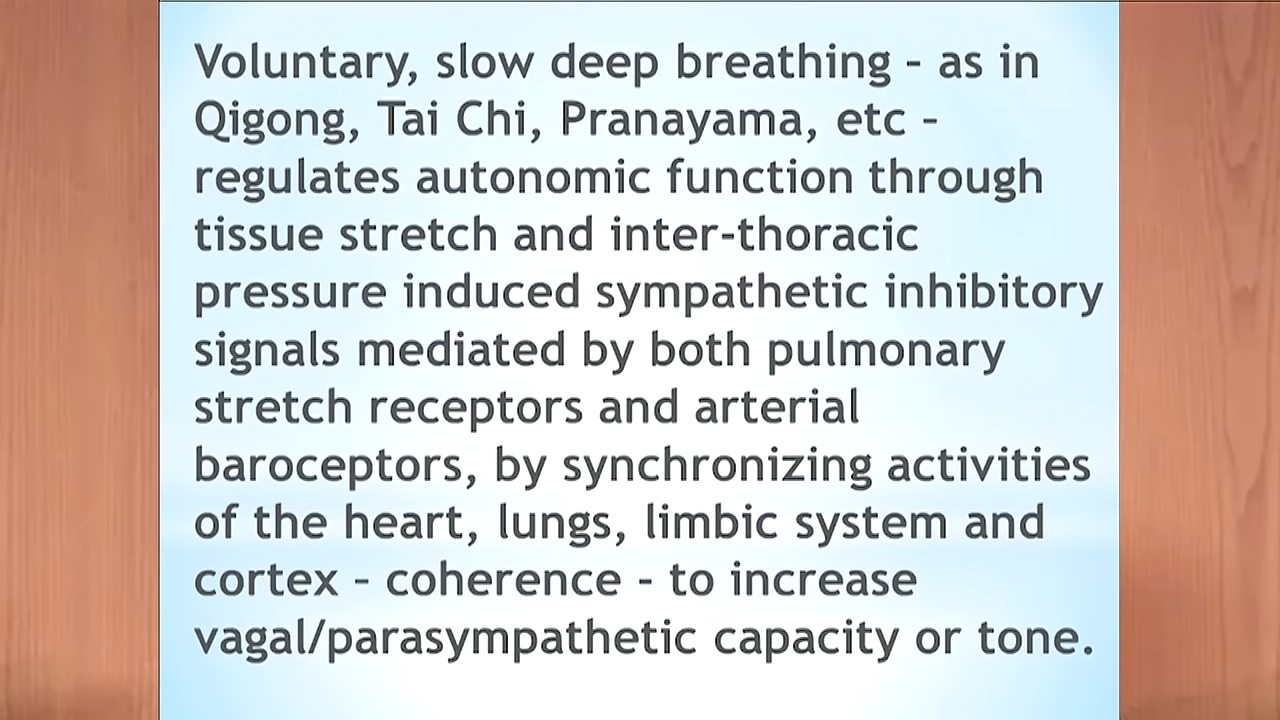 Voluntary, slow deep breathing - as in
Qigong, Tai Chi, Pranayama, etc -
regulates autonomic function through
tissue stretch and inter-thoracic
pressure induced sympathetic inhibitory
signals mediated by both pulmonary
stretch receptors and arterial
baroceptors, by synchronizing activities
of the heart, lungs, limbic system and
cortex - coherence - to increase
vagal/parasympathetic capacity or tone.